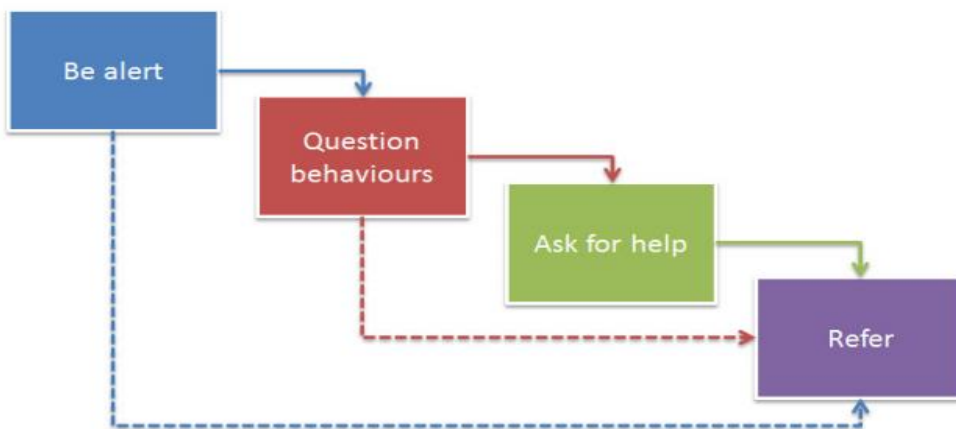 Be alert
Question
behaviours
Ask for help
Refer